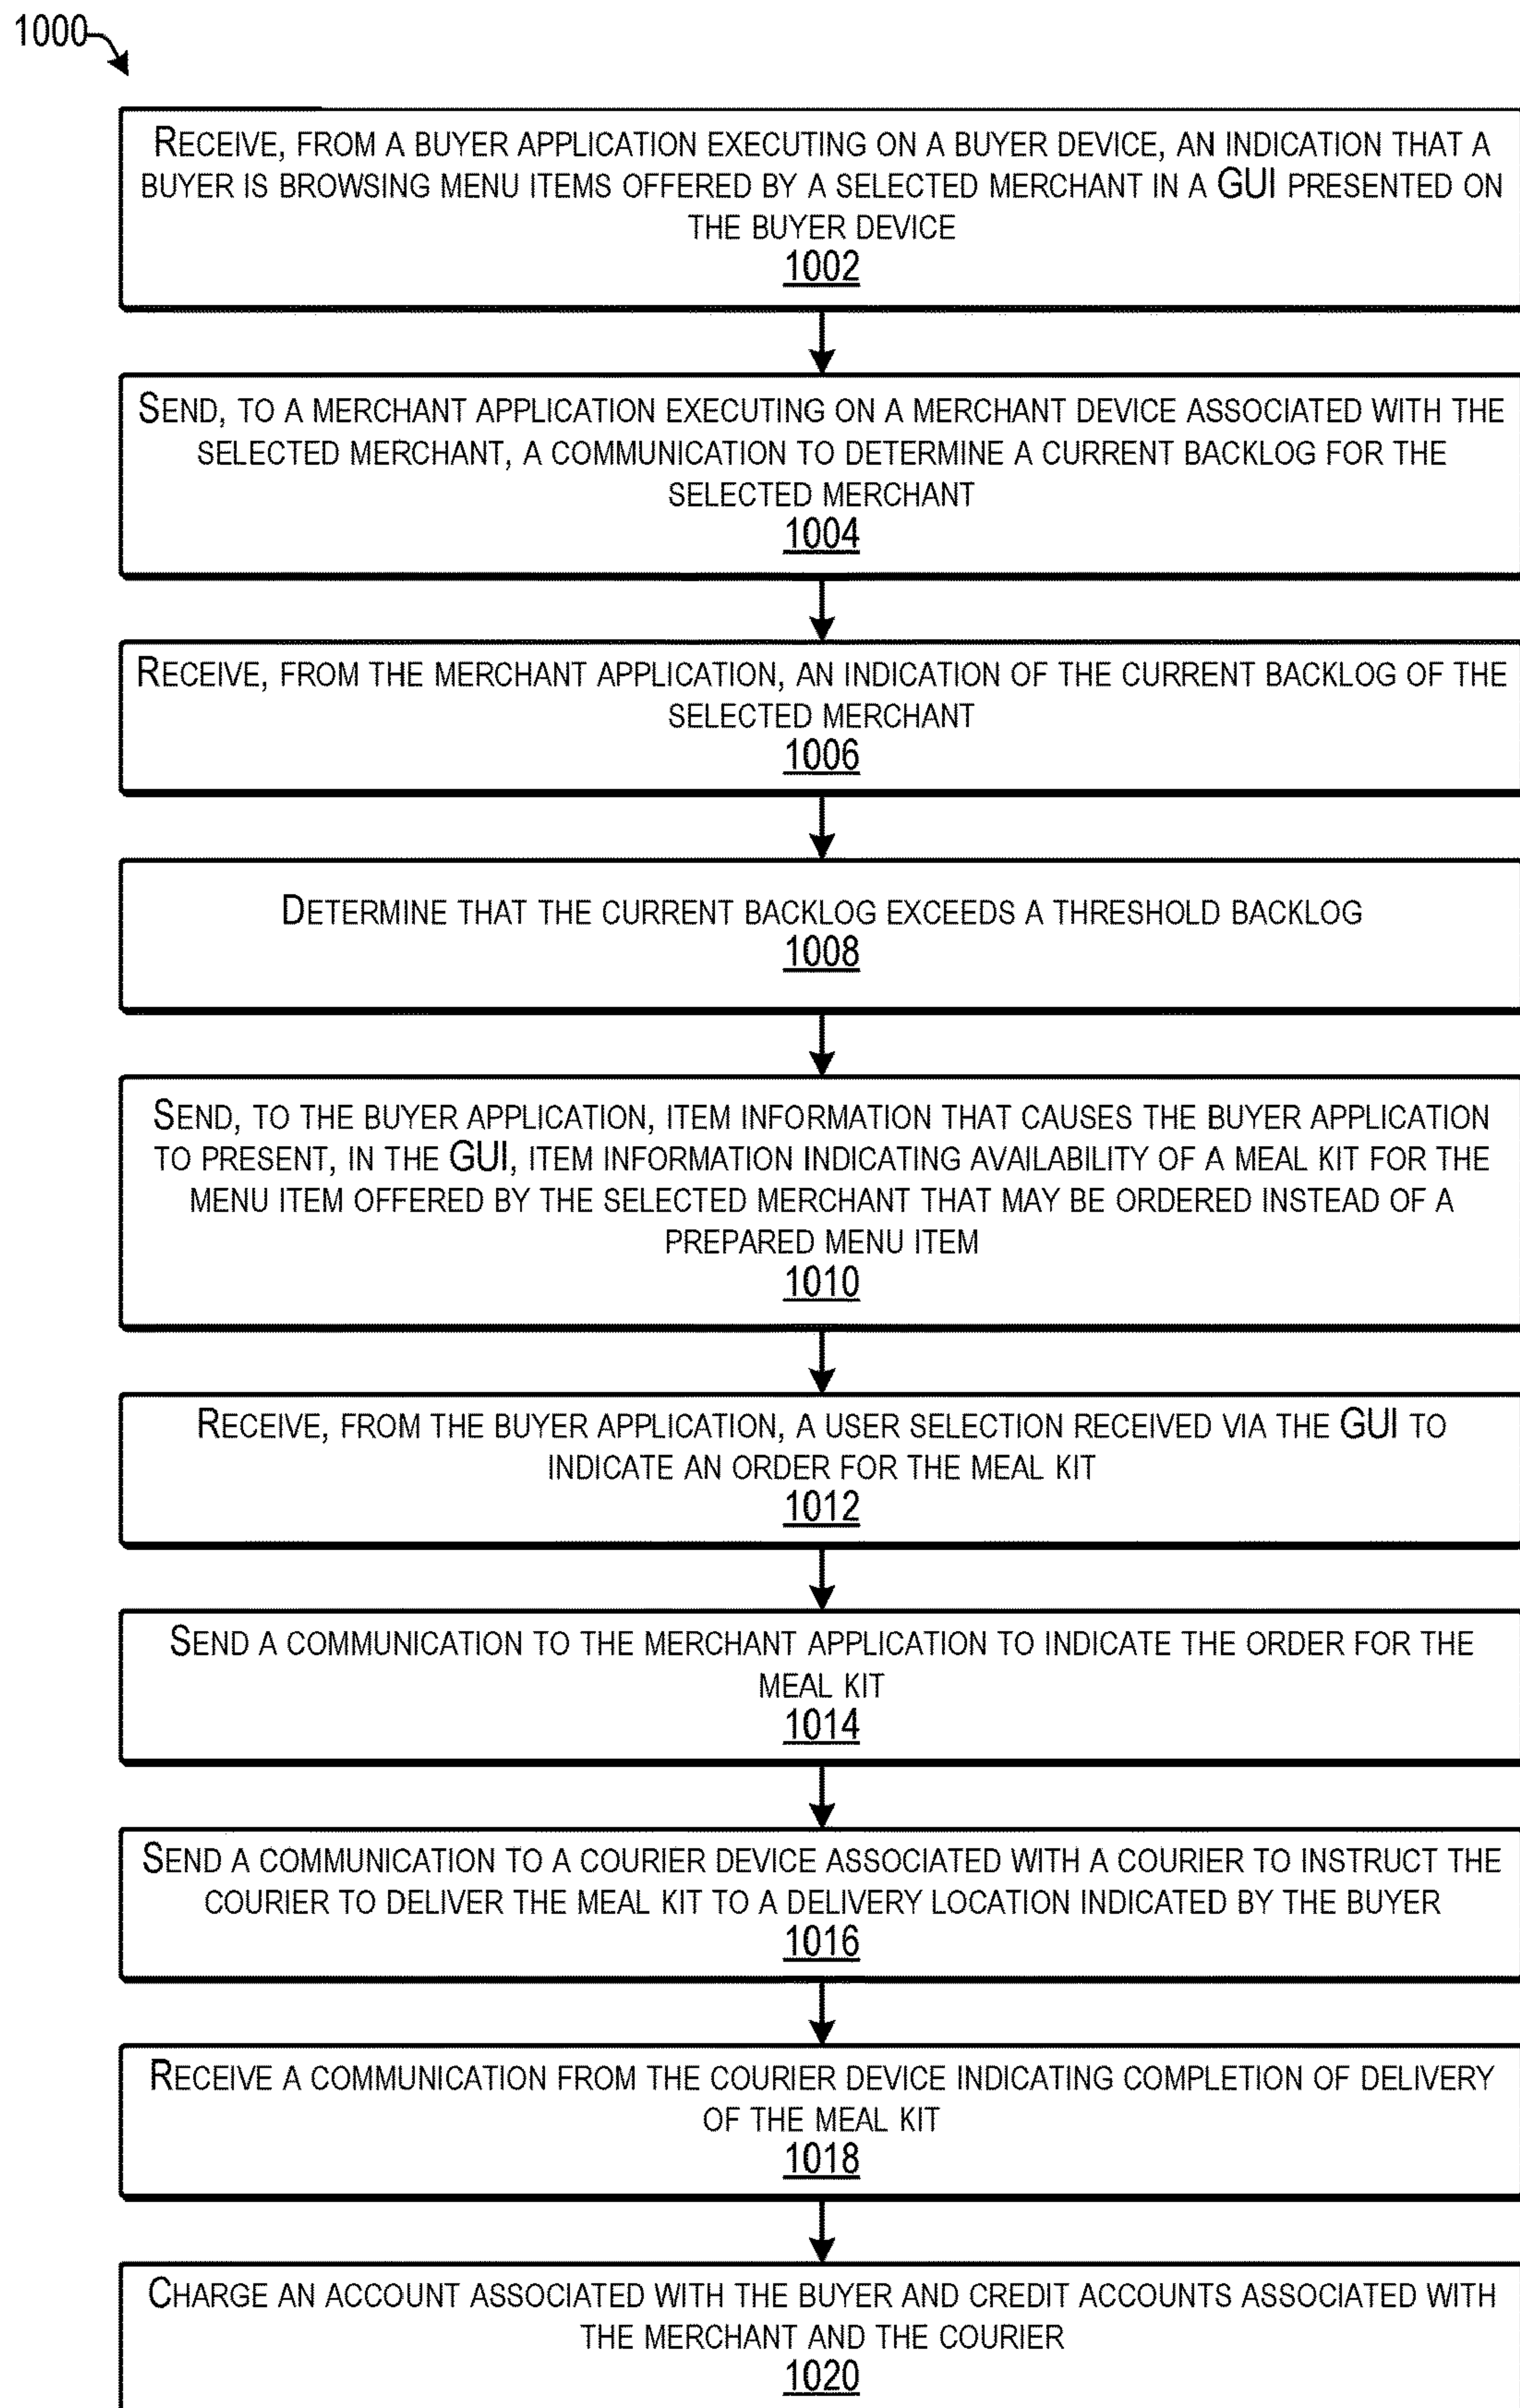 1000
RECEIVE, FROM A BUYER APPLICATION EXECUTING ON A BUYER DEVICE, AN INDICATION THAT A
BUYER IS BROWSING MENU ITEMS OFFERED BY A SELECTED MERCHANT IN A GUI PRESENTED ON
THE BUYER DEVICE
1002
SEND, TO A MERCHANT APPLICATION EXECUTING ON A MERCHANT DEVICE ASSOCIATED WITH THE
SELECTED MERCHANT, A COMMUNICATION TO DETERMINE A CURRENT BACKLOG FOR THE
SELECTED MERCHANT
1004
RECEIVE, FROM THE MERCHANT APPLICATION, AN INDICATION OF THE CURRENT BACKLOG OF THE
SELECTED MERCHANT
1006
DETERMINE THAT THE CURRENT BACKLOG EXCEEDS A THRESHOLD BACKLOG
1008
SEND, TO THE BUYER APPLICATION, ITEM INFORMATION THAT CAUSES THE BUYER APPLICATION
TO PRESENT, IN THE GUI, ITEM INFORMATION INDICATING AVAILABILITY OF A MEAL KIT FOR THE
MENU ITEM OFFERED BY THE SELECTED MERCHANT THAT MAY BE ORDERED INSTEAD OF A
PREPARED MENU ITEM
1010
RECEIVE, FROM THE BUYER APPLICATION, A USER SELECTION RECEIVED VIA THE GUI TO
INDICATE AN ORDER FOR THE MEAL KIT
1012
SEND A COMMUNICATION TO THE MERCHANT APPLICATION TO INDICATE THE ORDER FOR THE
MEAL KIT
1014
SEND A COMMUNICATION TO A COURIER DEVICE ASSOCIATED WITH A COURIER TO INSTRUCT THE
COURIER TO DELIVER THE MEAL KIT TO A DELIVERY LOCATION INDICATED BY THE BUYER
1016
RECEIVE A COMMUNICATION FROM THE COURIER DEVICE INDICATING COMPLETION OF DELIVERY
OF THE MEAL KIT
1018
CHARGE AN ACCOUNT ASSOCIATED WITH THE BUYER AND CREDIT ACCOUNTS ASSOCIATED WITH
THE MERCHANT AND THE COURIER
1020